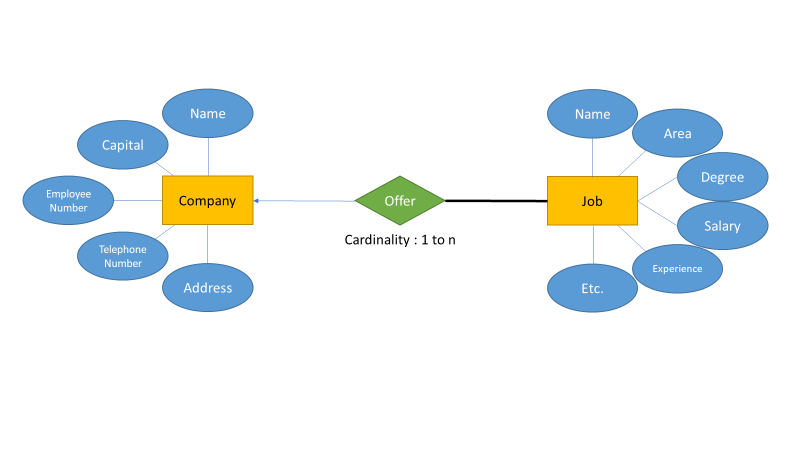 Name
Capital
Employee
Number
Company
Telephone
Number
Address
Offer
Cardinality : 1 to n
Name
Area
Degree
Job
Salary
Experience
Etc.